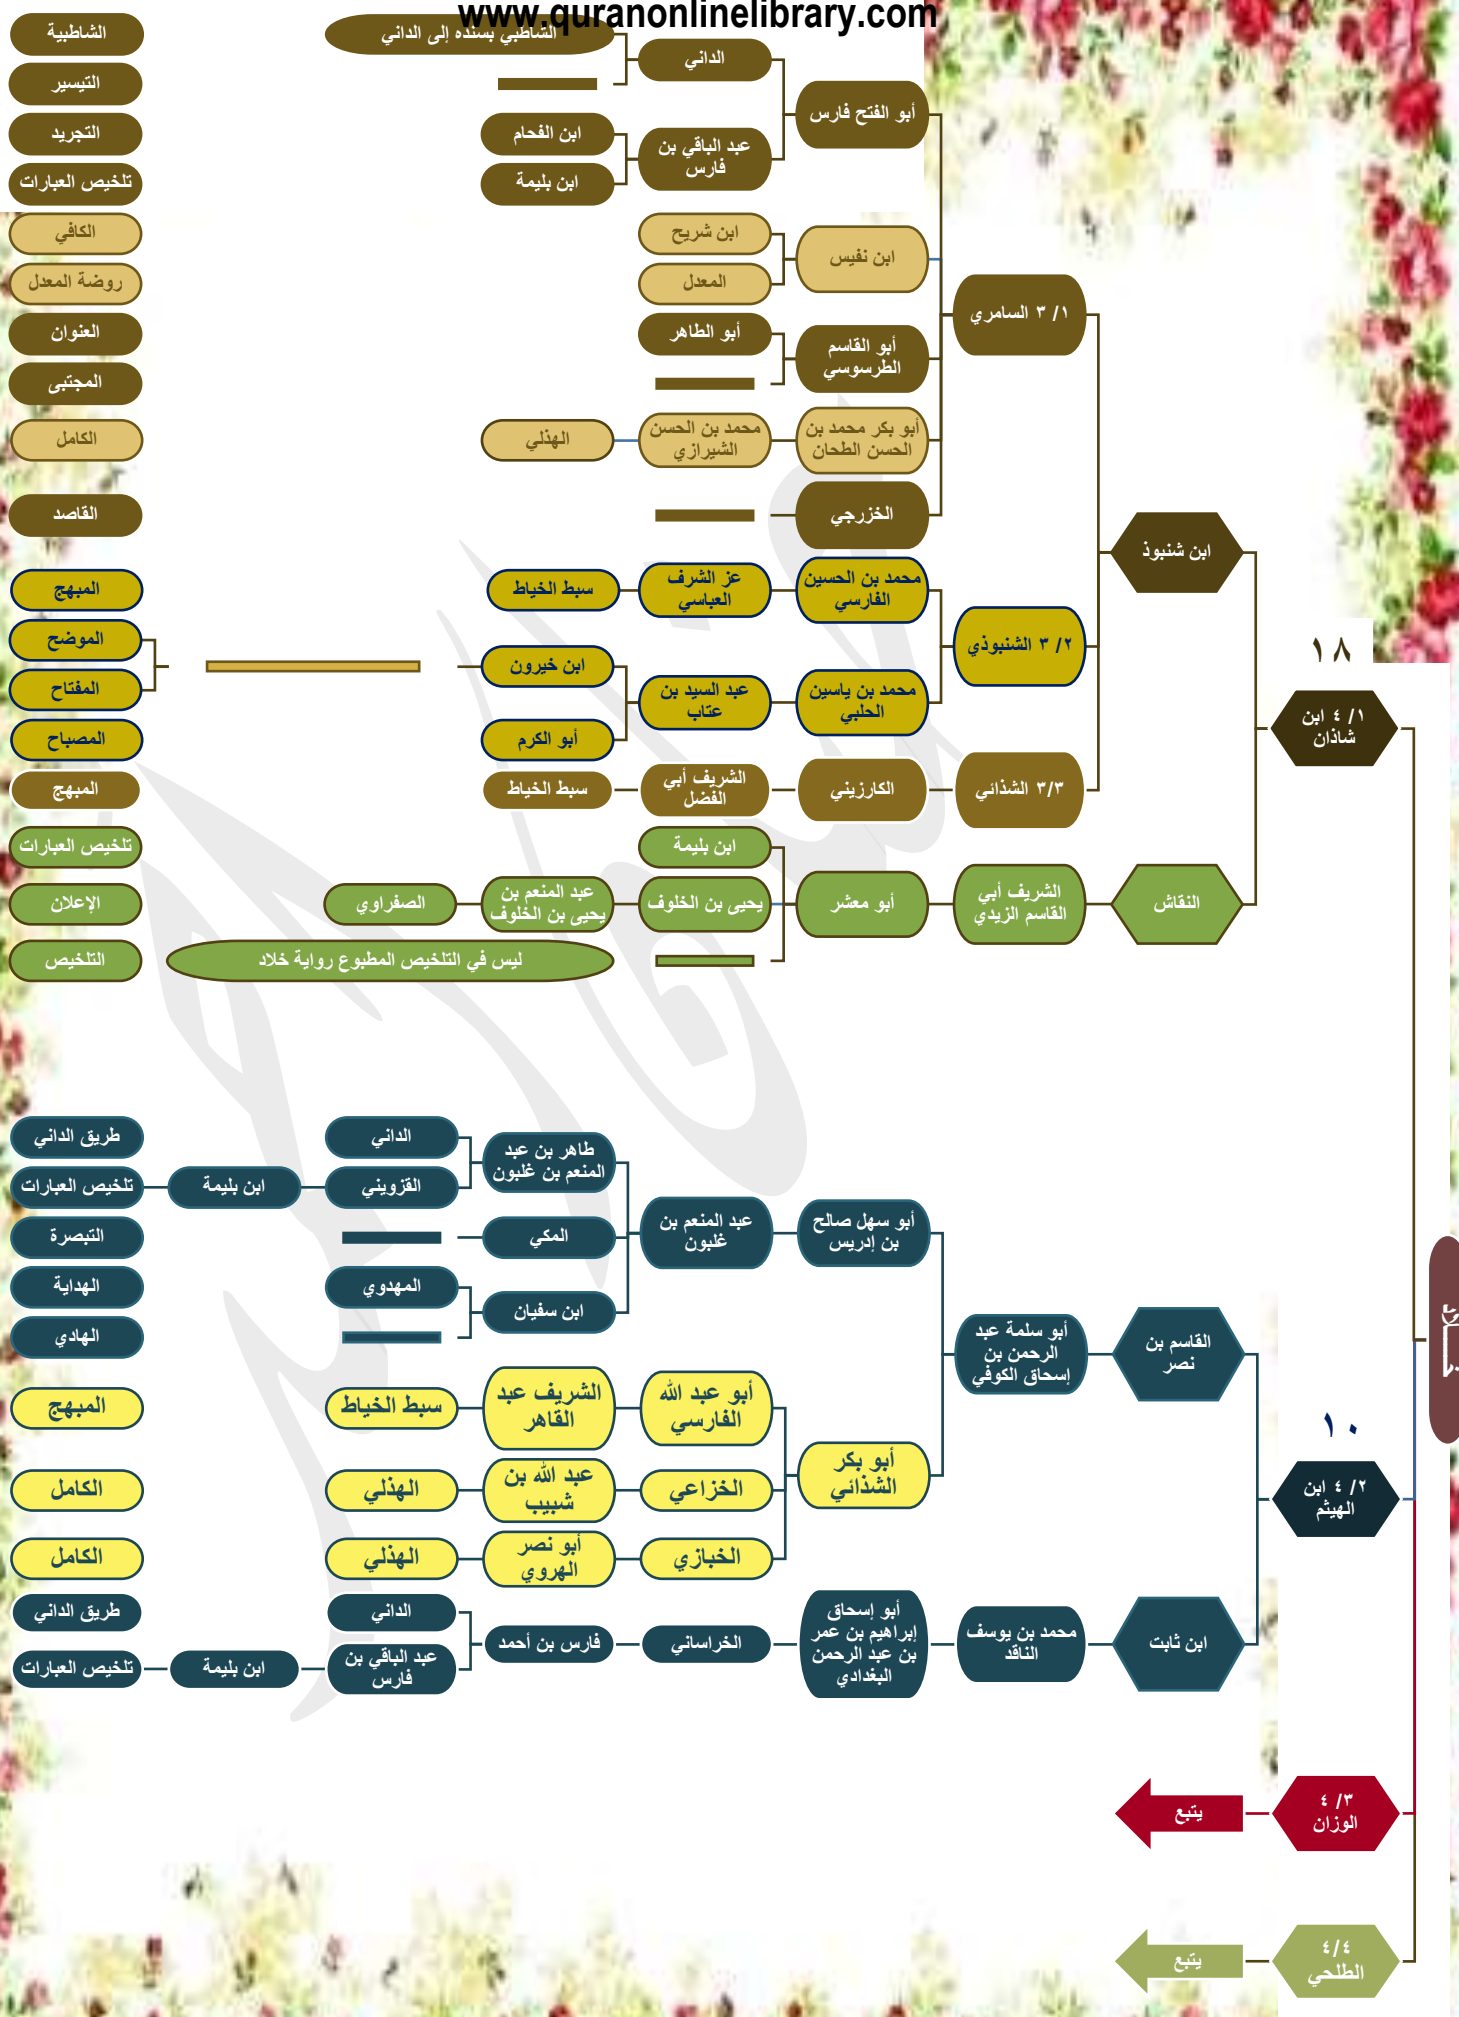 www.quranonlinelibrary.com
خلاد
١٨
١/ ٤ ابن
شاذان
ابن شنبوذ
١/ ٣ السامري
أبو الفتح فارس
الداني
الشاطبي بسنده إلى الداني
الشاطبية
التيسير
عبد الباقي بن
فارس
ابن الفحام
التجريد
ابن بليمة
تلخيص العبارات
ابن نفيس
ابن شريح
الكافي
المعدل
روضة المعدل
أبو القاسم
الطرسوسي
أبو الطاهر
العنوان
المجتبى
أبو بكر محمد بن
الحسن الطحان
محمد بن الحسن
الشيرازي
الهذلي
الكامل
الخزرجي
القاصد
٢/ ٣ الشنبوذي
محمد بن الحسين
الفارسي
عز الشرف
العباسي
سبط الخياط
المبهج
محمد بن ياسين
الحلبي
عبد السيد بن
عتاب
ابن خيرون
الموضح
المفتاح
أبو الكرم
المصباح
٣/٣ الشذائي
الكارزيني
الشريف أبي
الفضل
سبط الخياط
المبهج
النقاش
الشريف أبي
القاسم الزيدي
أبو معشر
ابن بليمة
تلخيص العبارات
يحيى بن الخلوف
عبد المنعم بن
يحيى بن الخلوف
الصفراوي
الإعلان
ليس في التلخيص المطبوع رواية خلاد
التلخيص
١٠
٢/ ٤ ابن
الهيثم
القاسم بن
نصر
أبو سلمة عبد
الرحمن بن
إسحاق الكوفي
أبو سهل صالح
بن إدريس
عبد المنعم بن
غلبون
طاهر بن عبد
المنعم بن غلبون
الداني
طريق الداني
القزويني
ابن بليمة
تلخيص العبارات
المكي
التبصرة
ابن سفيان
المهدوي
الهداية
الهادي
أبو بكر
الشذائي
أبو عبد الله
الفارسي
الشريف عبد
القاهر
سبط الخياط
المبهج
الخزاعي
عبد الله بن
شبيب
الهذلي
الكامل
الخبازي
أبو نصر
الهروي
الهذلي
الكامل
ابن ثابت
محمد بن يوسف
الناقد
أبو إسحاق
إبراهيم بن عمر
بن عبد الرحمن
البغدادي
الخراساني
فارس بن أحمد
الداني
طريق الداني
عبد الباقي بن
فارس
ابن بليمة
تلخيص العبارات
٣/ ٤
الوزان
يتبع
٤/٤
الطلحي
يتبع